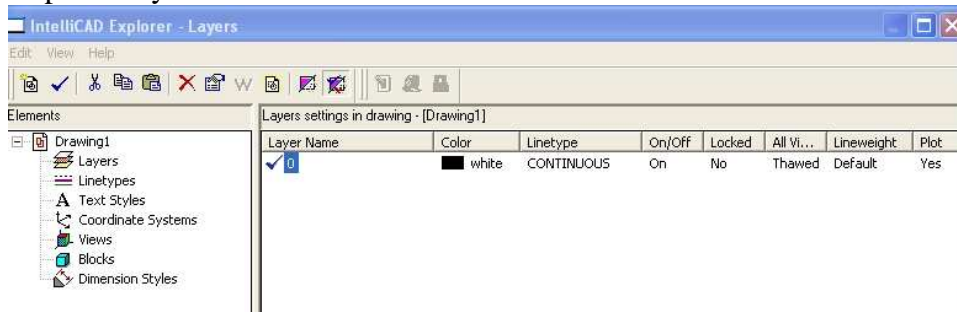 IntelliCAD Explorer - Layers
Edit View Help
Elements
Layers settings in drawing - [Drawing1]
Drawing1
Layers
Linetypes
Text Styles
Coordinate Systems
Views
Blocks
Dimension Styles
Layer Name Color Linetype On/Off Locked All Vi... Lineweight Plot
0 white CONTINUOUS On No Thawed Default Yes